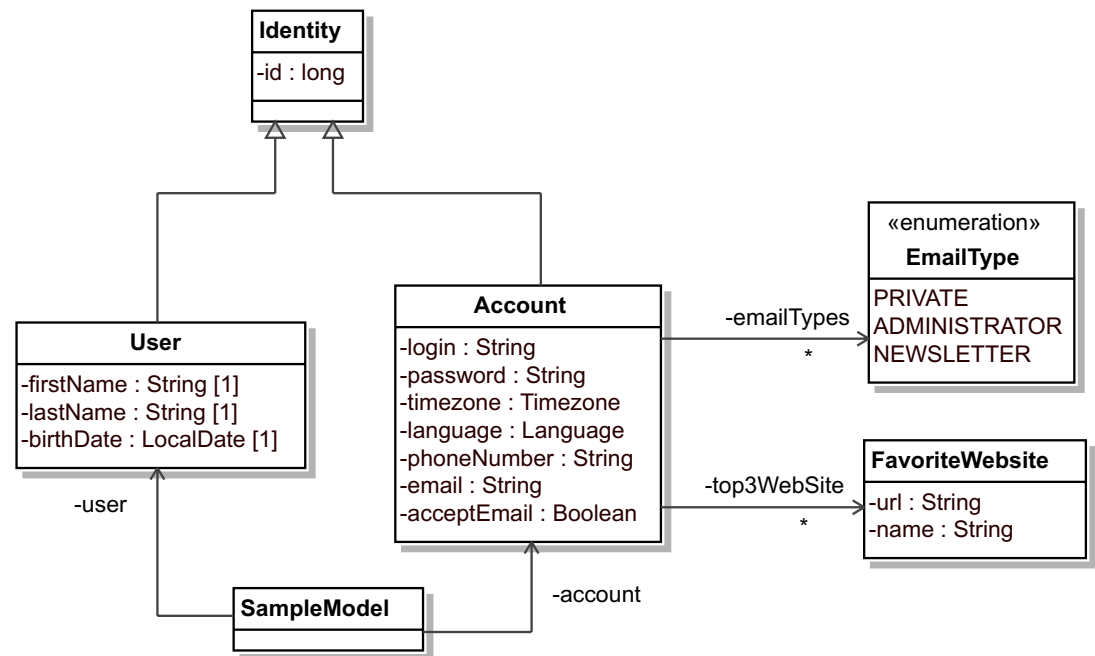 Identity
-id : long
«enumeration»
EmailType
PRIVATE
ADMINISTRATOR
NEWSLETTER
User
-firstName : String [1]
-lastName : String [1]
-birthDate : LocalDate [1]
Account
-login : String
-password : String
-timezone : Timezone
-language : Language
-phoneNumber : String
-email : String
-acceptEmail : Boolean
-emailTypes
*
-top3WebSite
*
FavoriteWebsite
-url : String
-name : String
-user
-account
SampleModel